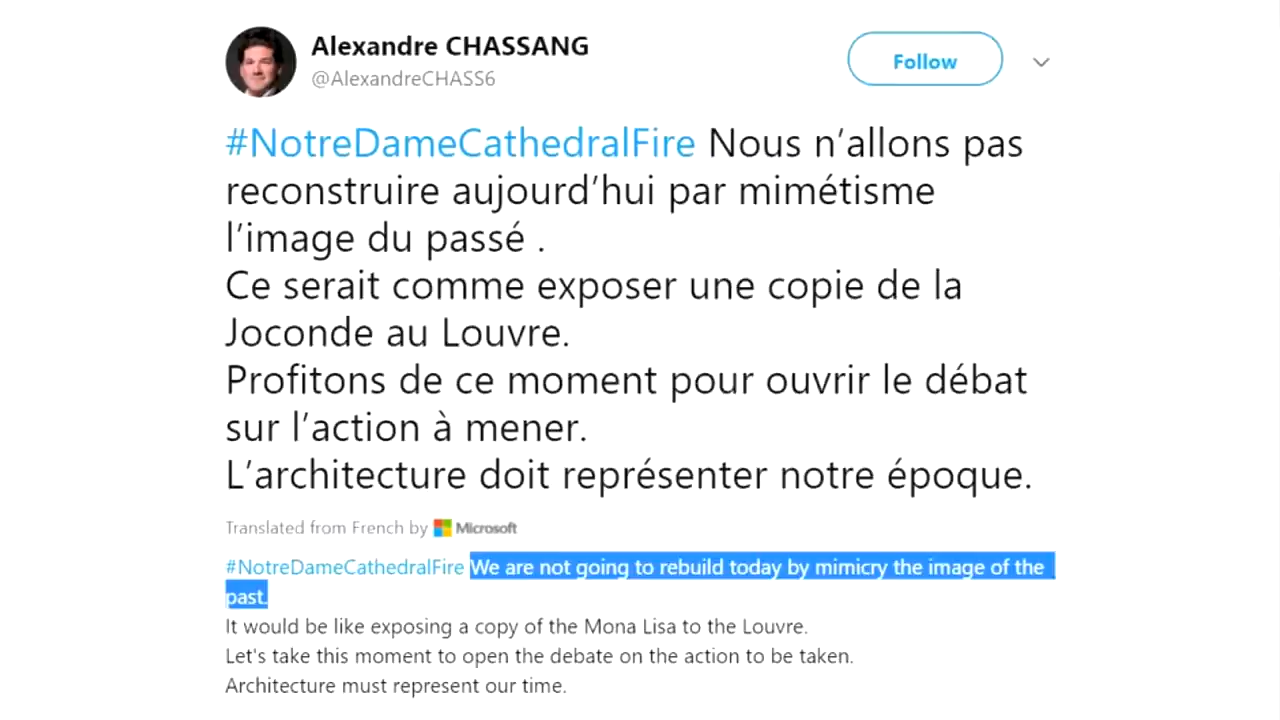 Alexandre CHASSANG
@AlexandreCHASS6
Follow
#NotreDameCathedralFire Nous n’allons pas
reconstruire aujourd’hui par mimétisme
l’image du passé .
Ce serait comme exposer une copie de la
Joconde au Louvre.
Profitons de ce moment pour ouvrir le débat
sur l’action à mener.
L’architecture doit représenter notre époque.
Translated from French by Microsoft
#NotreDameCathedralFire We are not going to rebuild today by mimicry the image of the
past.
It would be like exposing a copy of the Mona Lisa to the Louvre.
Let's take this moment to open the debate on the action to be taken.
Architecture must represent our time.